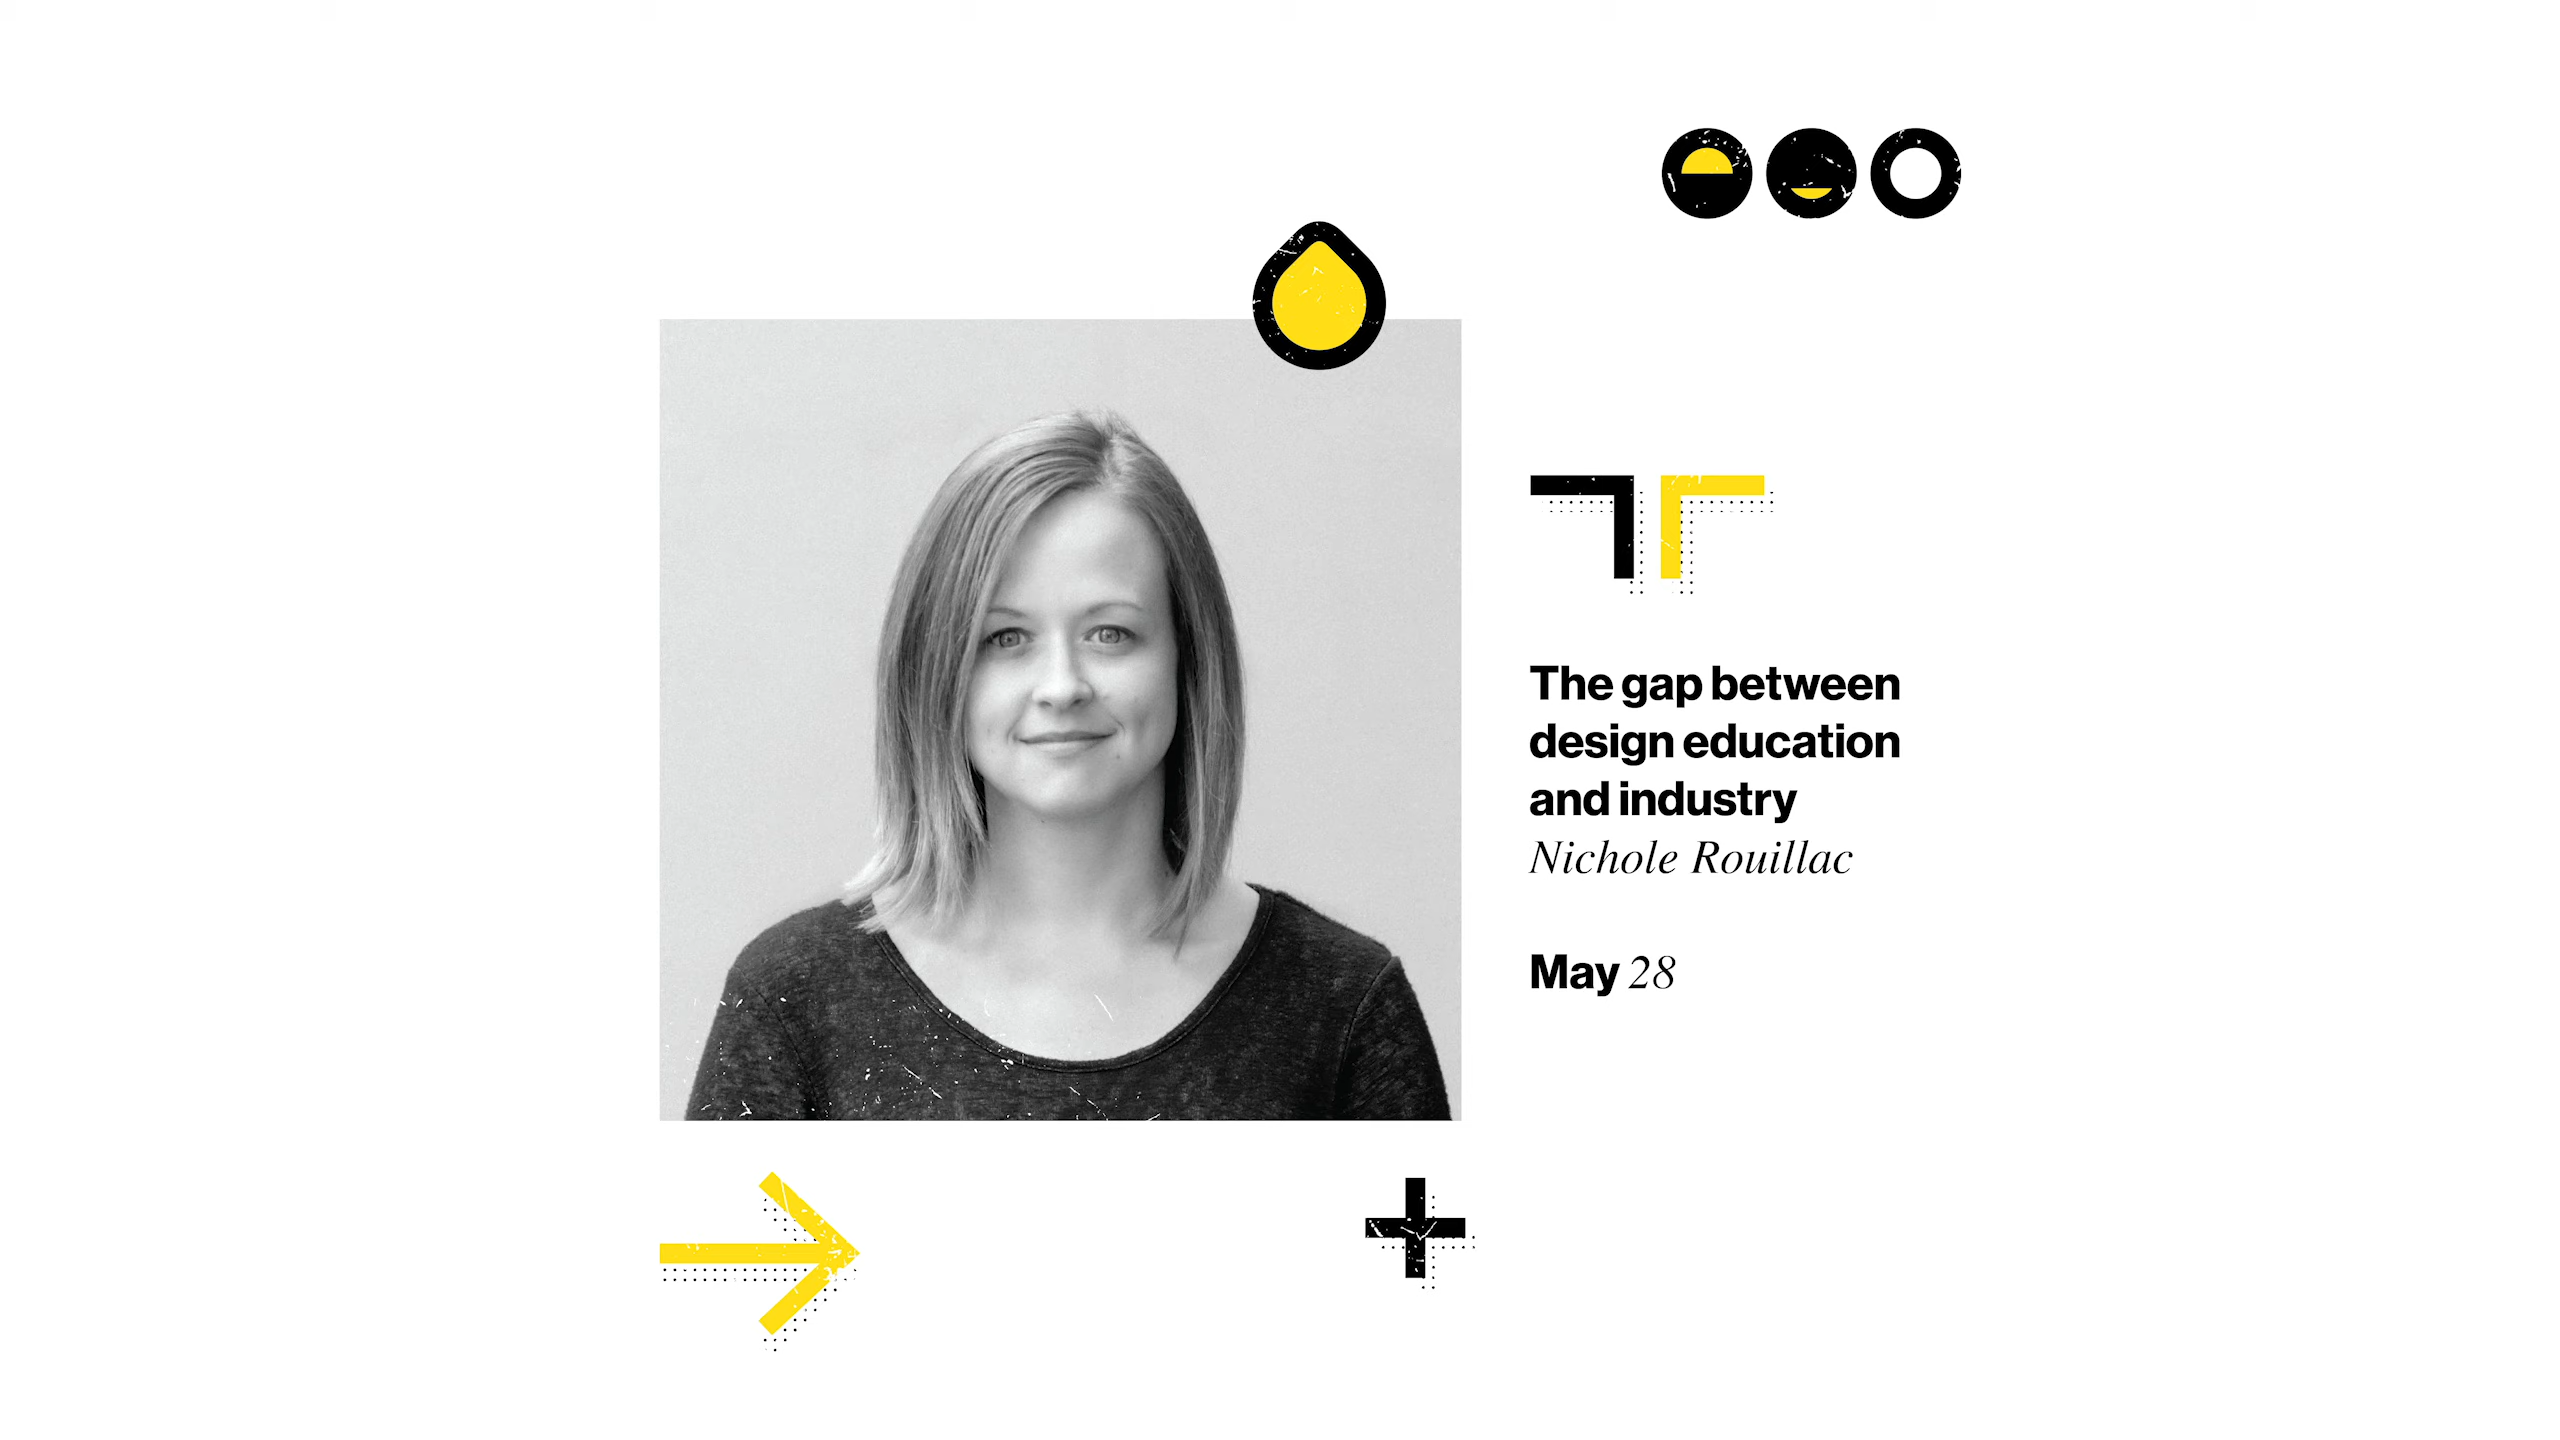 The gap between
design education
and industry
Nichole Rouillac
May 28